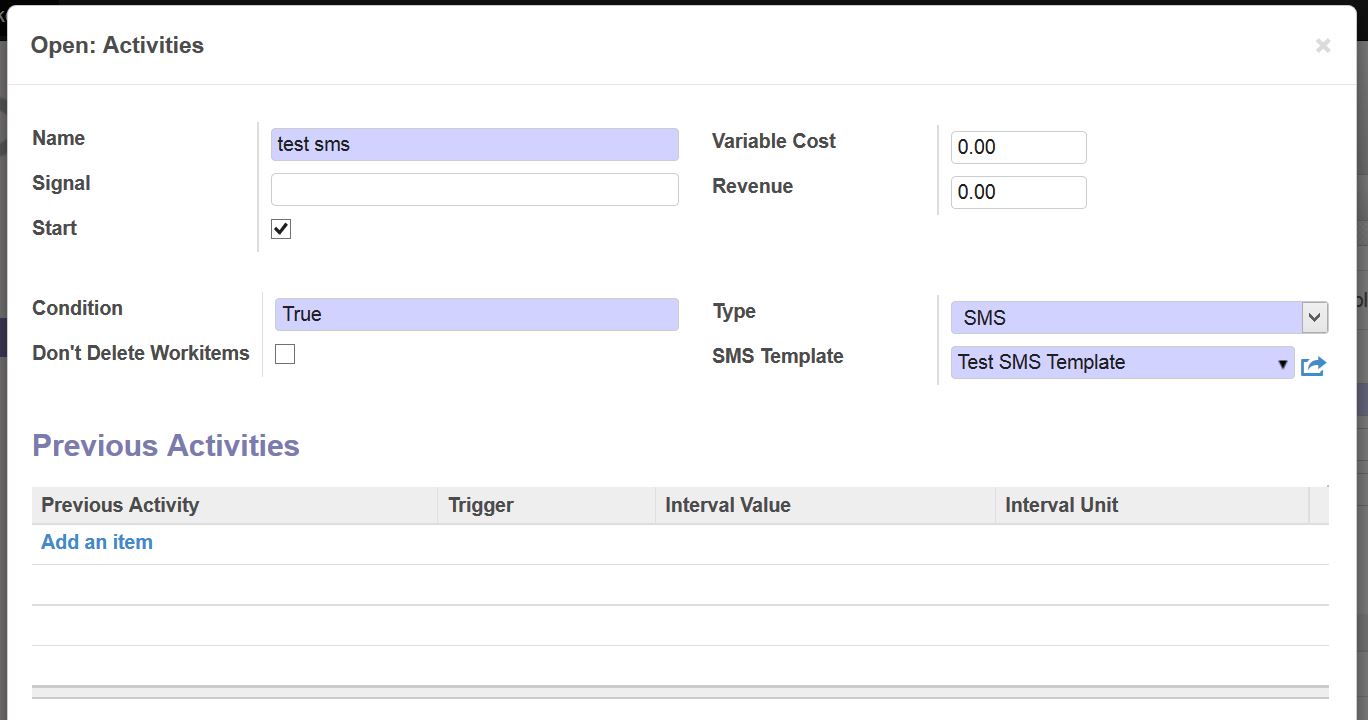 Open: Activities
Name
test sms
Signal
Start
Variable Cost
0.00
Revenue
0.00
Condition
True
Don't Delete Workitems
Type
SMS
SMS Template
Test SMS Template
Previous Activities
Previous Activity Trigger Interval Value Interval Unit
Add an item